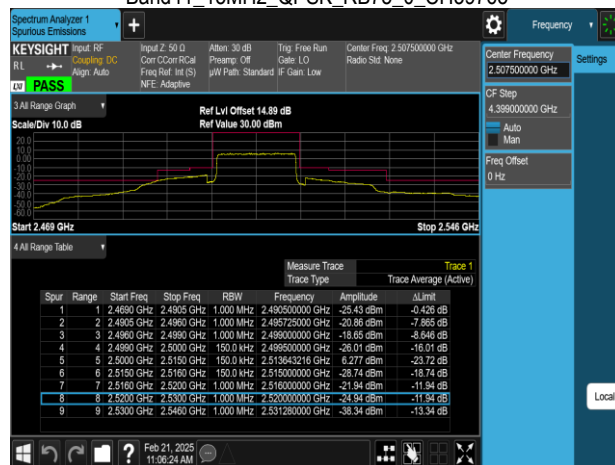 Spectrum Analyzer 1
Spurious Emissions
Frequency
KEYSIGHT Input: RF
RL
Coupling: DC
Align: Auto
LXI PASS
Input Z: 50 Ω
Corr CCorr RCal
Freq Ref: Int (S)
NFE: Adaptive
Atten: 30 dB
Preamp: Off
µW Path: Standard
Trig: Free Run
Gate: LO
IF Gain: Low
Center Freq: 2.507500000 GHz
Radio Std: None
Center Frequency
2.507500000 GHz
Settings
CF Step
4.399000000 GHz
Auto
Man
Freq Offset
0 Hz
3 All Range Graph
Scale/Div 10.0 dB
Ref Lvl Offset 14.89 dB
Ref Value 30.00 dBm
20.0
10.0
0.00
-10.0
-20.0
-30.0
-40.0
-50.0
-60.0
Start 2.469 GHz Stop 2.546 GHz
4 All Range Table
Measure Trace Trace 1
Trace Type Trace Average (Active)
Spur Range Start Freq Stop Freq RBW Frequency Amplitude ΔLimit
1 1 2.4690 GHz 2.4905 GHz 1.000 MHz 2.490500000 GHz -25.43 dBm -0.426 dB
2 2 2.4905 GHz 2.4960 GHz 1.000 MHz 2.495725000 GHz -20.86 dBm -7.865 dB
3 3 2.4960 GHz 2.4990 GHz 1.000 MHz 2.499000000 GHz -18.65 dBm -8.646 dB
4 4 2.4990 GHz 2.5000 GHz 150.0 kHz 2.499500000 GHz -26.01 dBm -16.01 dB
5 5 2.5000 GHz 2.5150 GHz 150.0 kHz 2.513643216 GHz 6.277 dBm -23.72 dB
6 6 2.5150 GHz 2.5160 GHz 150.0 kHz 2.515000000 GHz -28.74 dBm -18.74 dB
7 7 2.5160 GHz 2.5200 GHz 1.000 MHz 2.516000000 GHz -21.94 dBm -11.94 dB
8 8 2.5200 GHz 2.5300 GHz 1.000 MHz 2.520000000 GHz -24.94 dBm -11.94 dB
9 9 2.5300 GHz 2.5460 GHz 1.000 MHz 2.531280000 GHz -38.34 dBm -13.34 dB
Local
Feb 21, 2025
11:06:24 AM